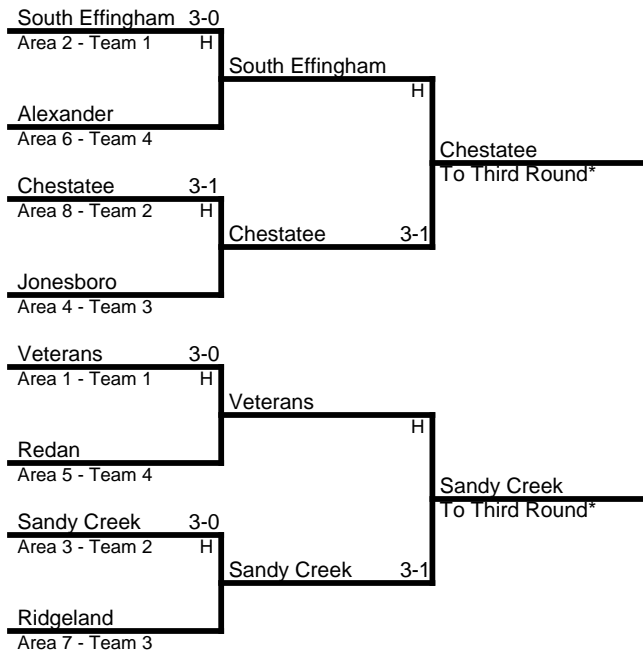 South Effingham 3-0
Area 2 - Team 1 H
South Effingham
H
Alexander
Area 6 - Team 4
Chestatee
To Third Round*
Chestatee 3-1
Area 8 - Team 2 H
Chestatee 3-1
Jonesboro
Area 4 - Team 3
Veterans 3-0
Area 1 - Team 1 H
Veterans
H
Redan
Area 5 - Team 4
Sandy Creek
To Third Round*
Sandy Creek 3-0
Area 3 - Team 2 H
Sandy Creek 3-1
Ridgeland
Area 7 - Team 3